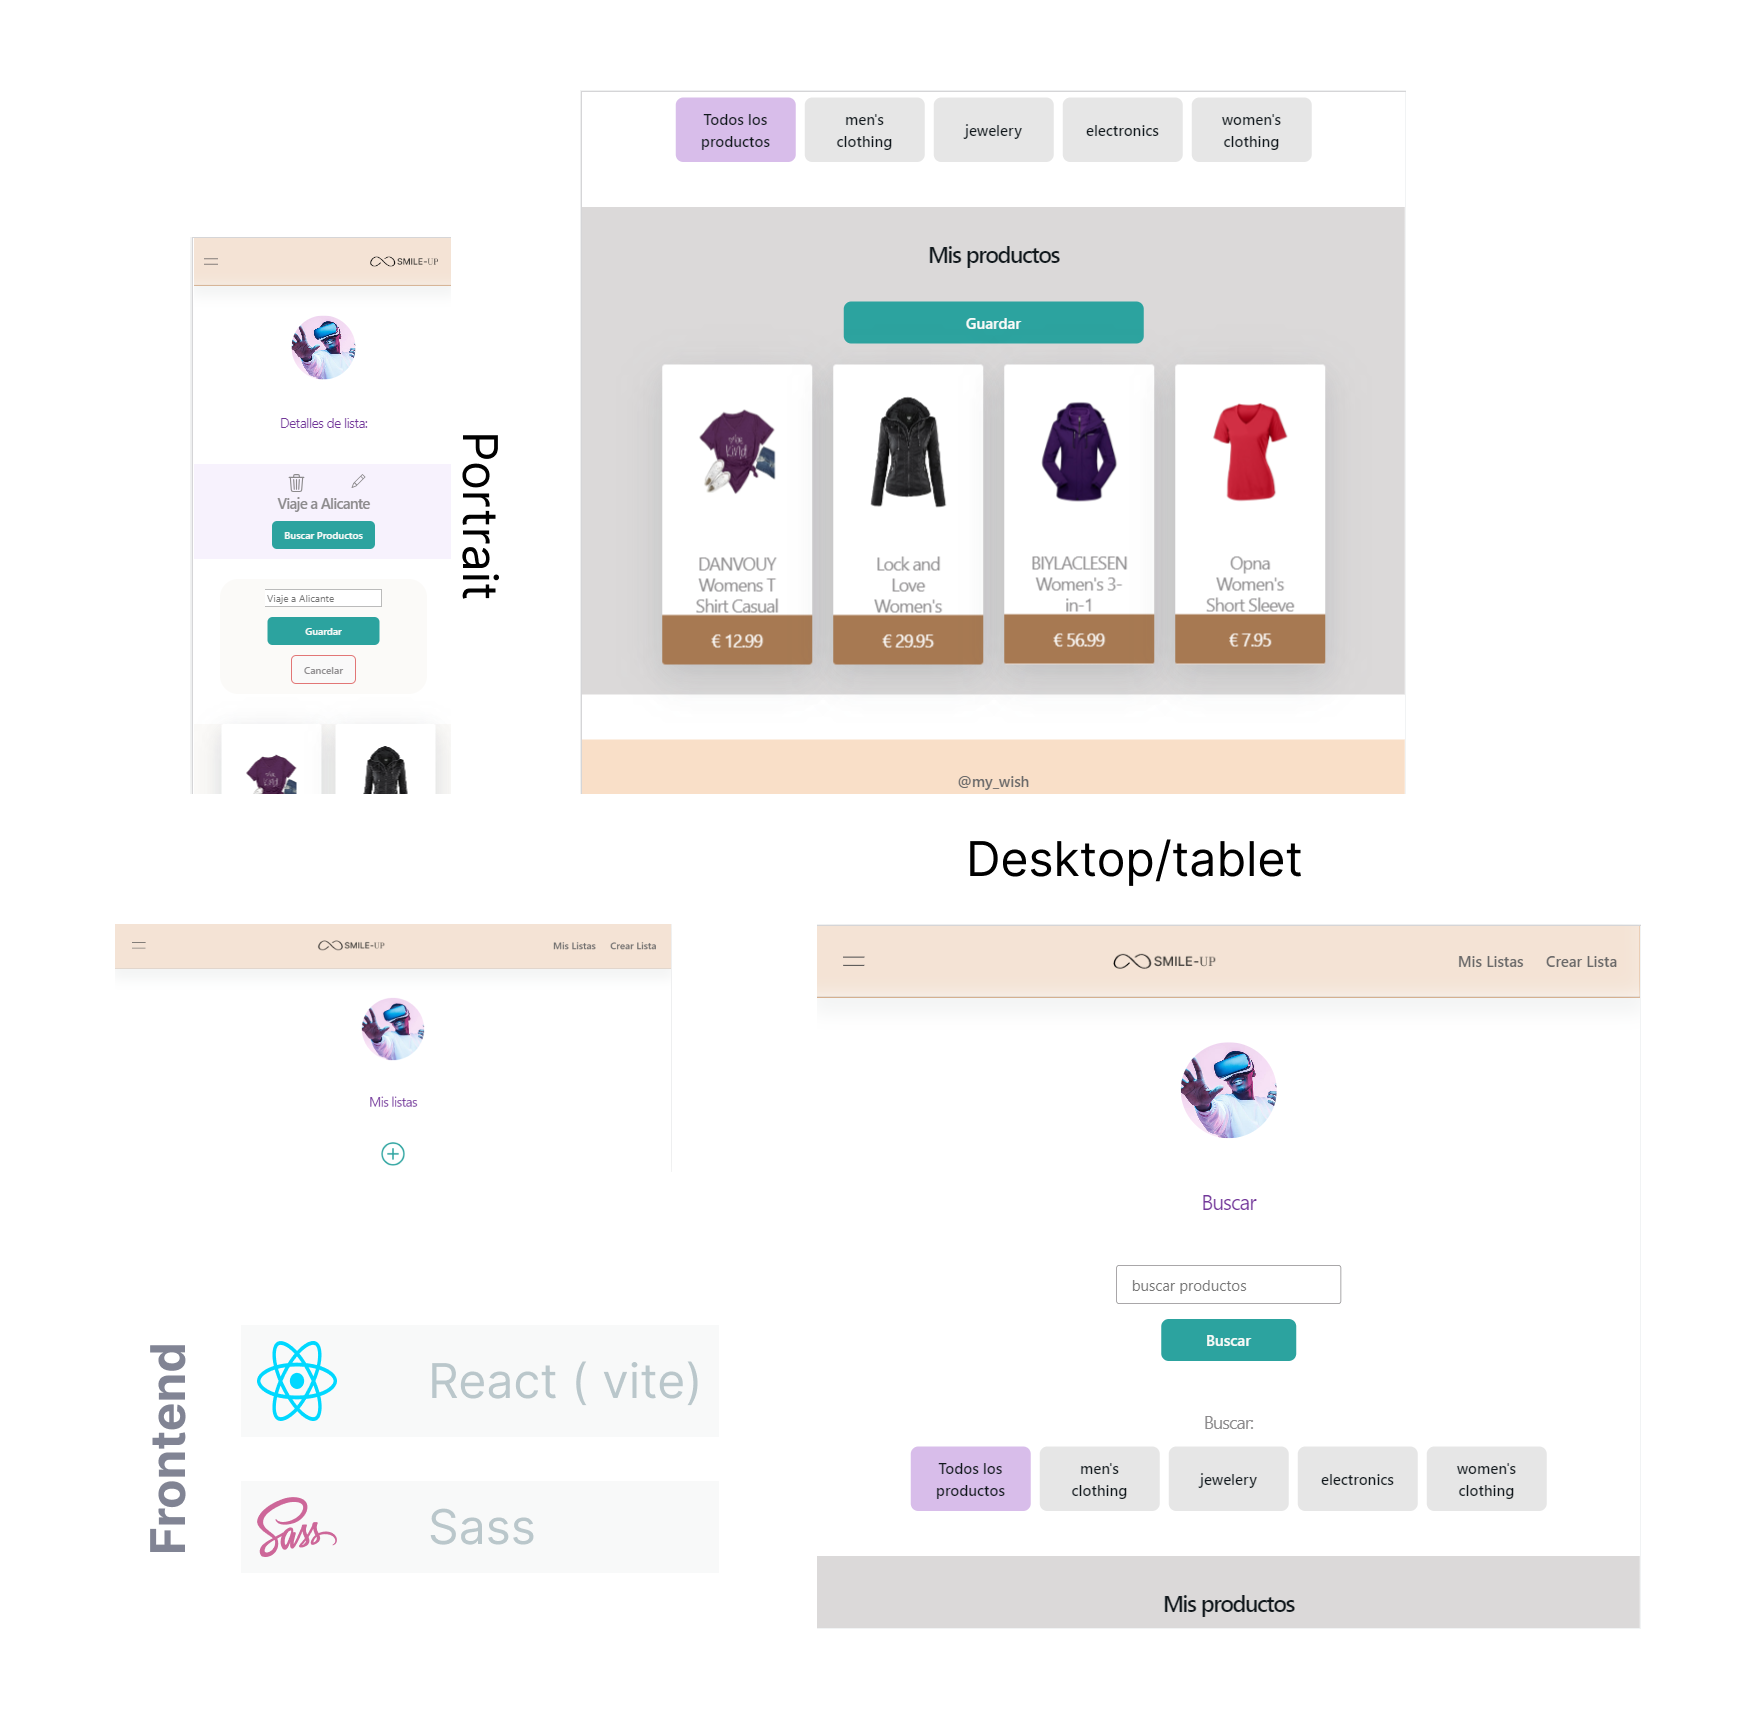 SMILE-UP
Detalles de lista:
Viaje a Alicante
Buscar Productos
Viaje a Alicante
Guardar
Cancelar
Portrait
Todos los
productos
men's
clothing
jewelery
electronics
women's
clothing
Mis productos
Guardar
kind
DANVOUY
Womens T
Shirt Casual
€ 12.99
Lock and
Love
Women's
€ 29.95
BIYLACLESEN
Women's 3-
in-1
€ 56.99
Opna
Women's
Short Sleeve
€ 7.95
@my_wish
Desktop/tablet
SMILE-UP
Mis Listas
Crear Lista
Mis listas
Frontend
React ( vite)
Sass
Sass
SMILE-UP
Mis Listas
Crear Lista
Buscar
buscar productos
Buscar
Buscar:
Todos los
productos
men's
clothing
jewelery
electronics
women's
clothing
Mis productos